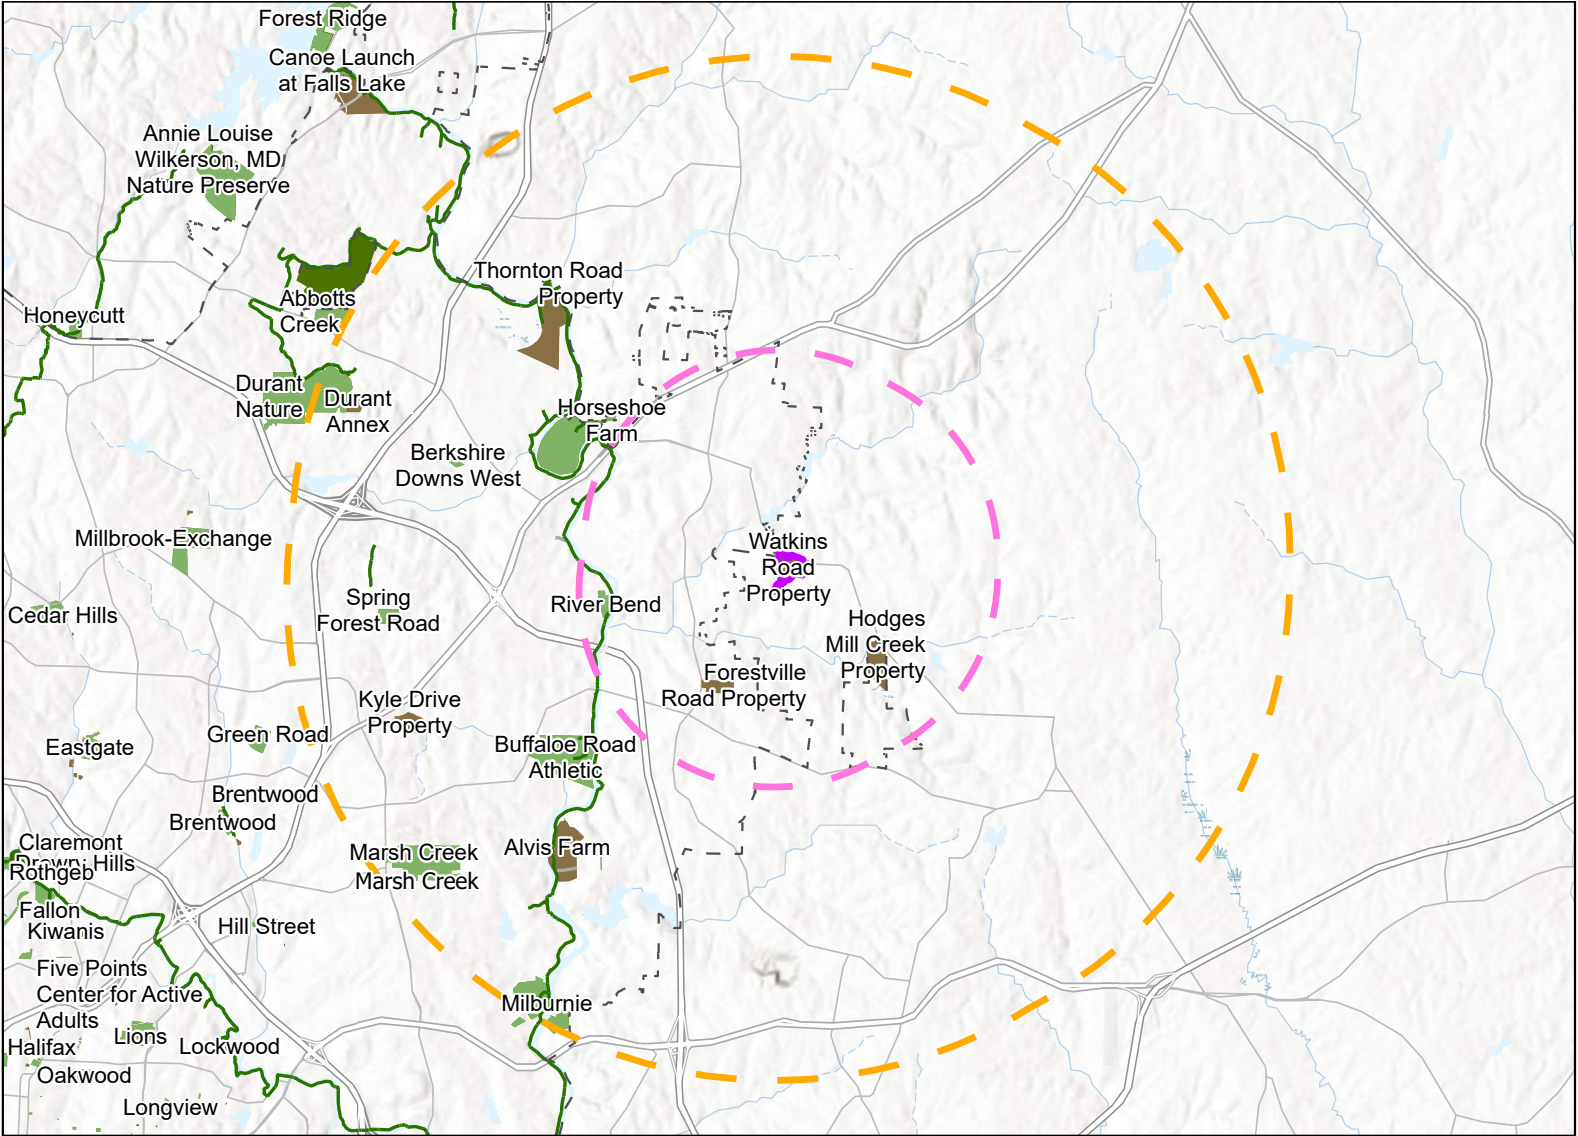 Forest Ridge
Canoe Launch
at Falls Lake
Annie Louise
Wilkerson, MD
Nature Preserve
Thornton Road
Property
Abbotts
Creek
Honeycutt
Durant
Nature
Durant
Annex
Horseshoe
Farm
Berkshire
Downs West
Millbrook-Exchange
Watkins
Road
Property
Spring
Forest Road
River Bend
Cedar Hills
Hodges
Mill Creek
Property
Forestville
Road Property
Kyle Drive
Property
Green Road
Eastgate
Buffaloe Road
Athletic
Brentwood
Brentwood
Claremont
Drewry Hills
Rothgeb
Marsh Creek
Marsh Creek
Alvis Farm
Fallon
Kiwanis
Hill Street
Five Points
Center for Active
Adults
Milburnie
Lions
Lockwood
Halifax
Oakwood
Longview